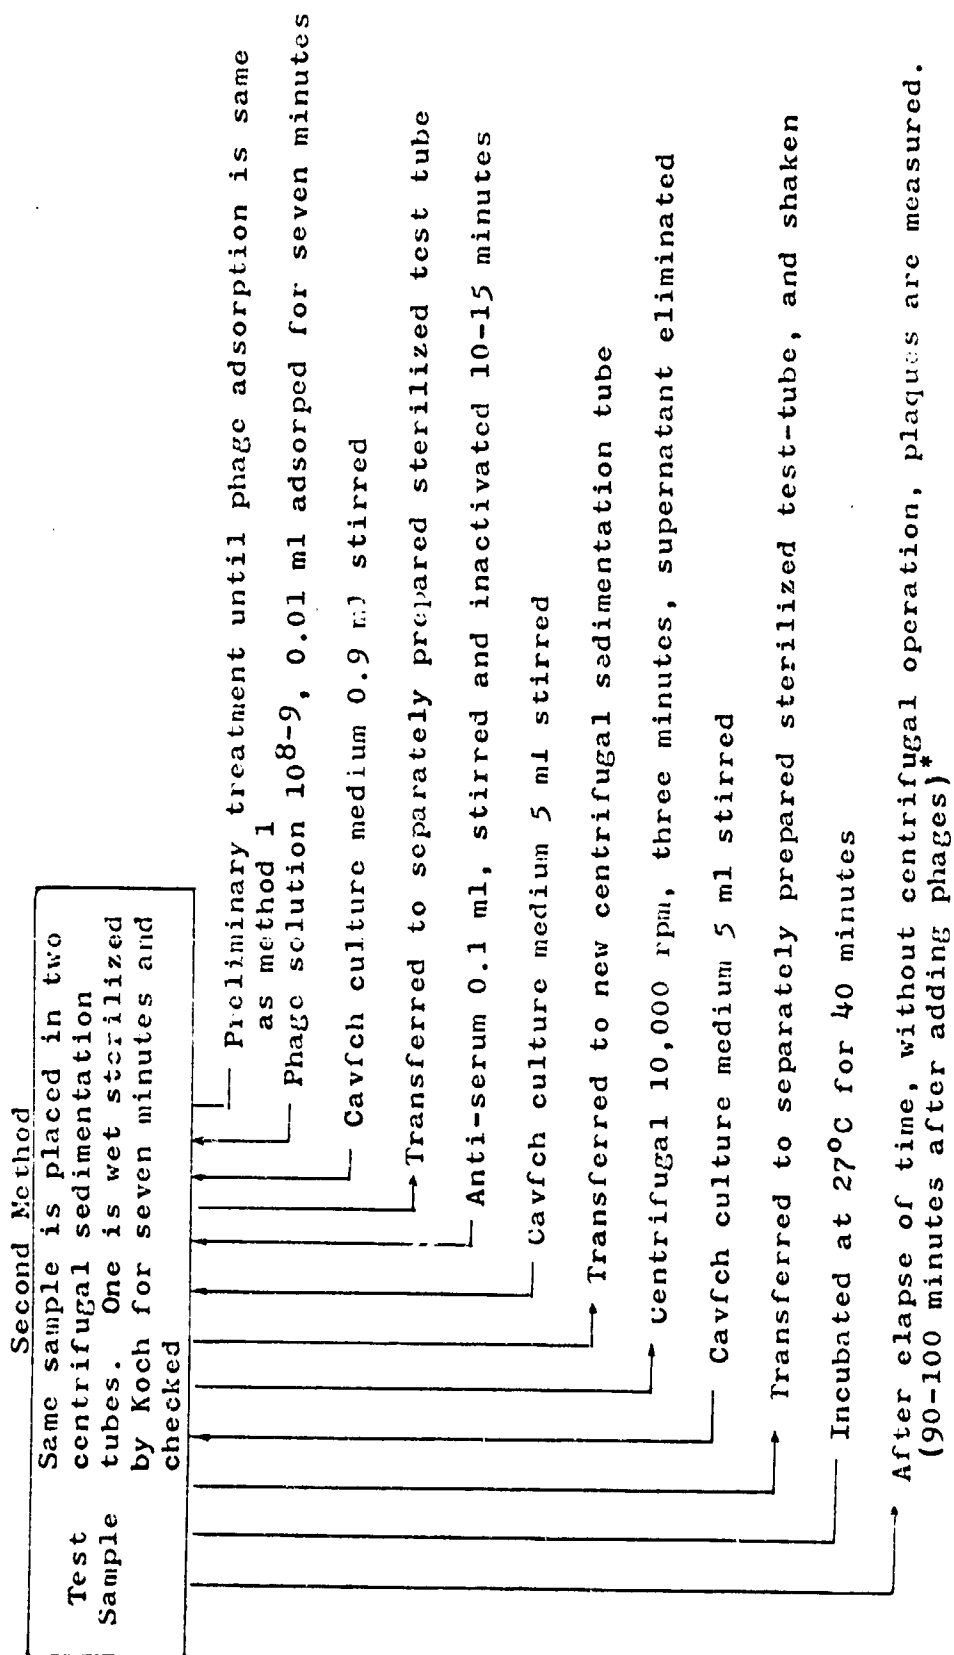 Second Method
Test Sample
Same sample is placed in two
centrifugal sedimentation
tubes. One is wet sterilized
by Koch for seven minutes and
checked
Preliminary treatment until phage adsorption is same
as method 1
Phage solution 10⁸⁻⁹, 0.01 ml adsorped for seven minutes
Cavfch culture medium 0.9 ml stirred
Transferred to separately prepared sterilized test tube
Anti-serum 0.1 ml, stirred and inactivated 10-15 minutes
Cavfch culture medium 5 ml stirred
Transferred to new centrifugal sadimentation tube
Centrifugal 10,000 rpm, three minutes, supernatant eliminated
Cavfch culture medium 5 ml stirred
Transferred to separately prepared sterilized test-tube, and shaken
Incubated at 27°C for 40 minutes
After elapse of time, without centrifugal operation, plaques are measured.
(90-100 minutes after adding phages)*